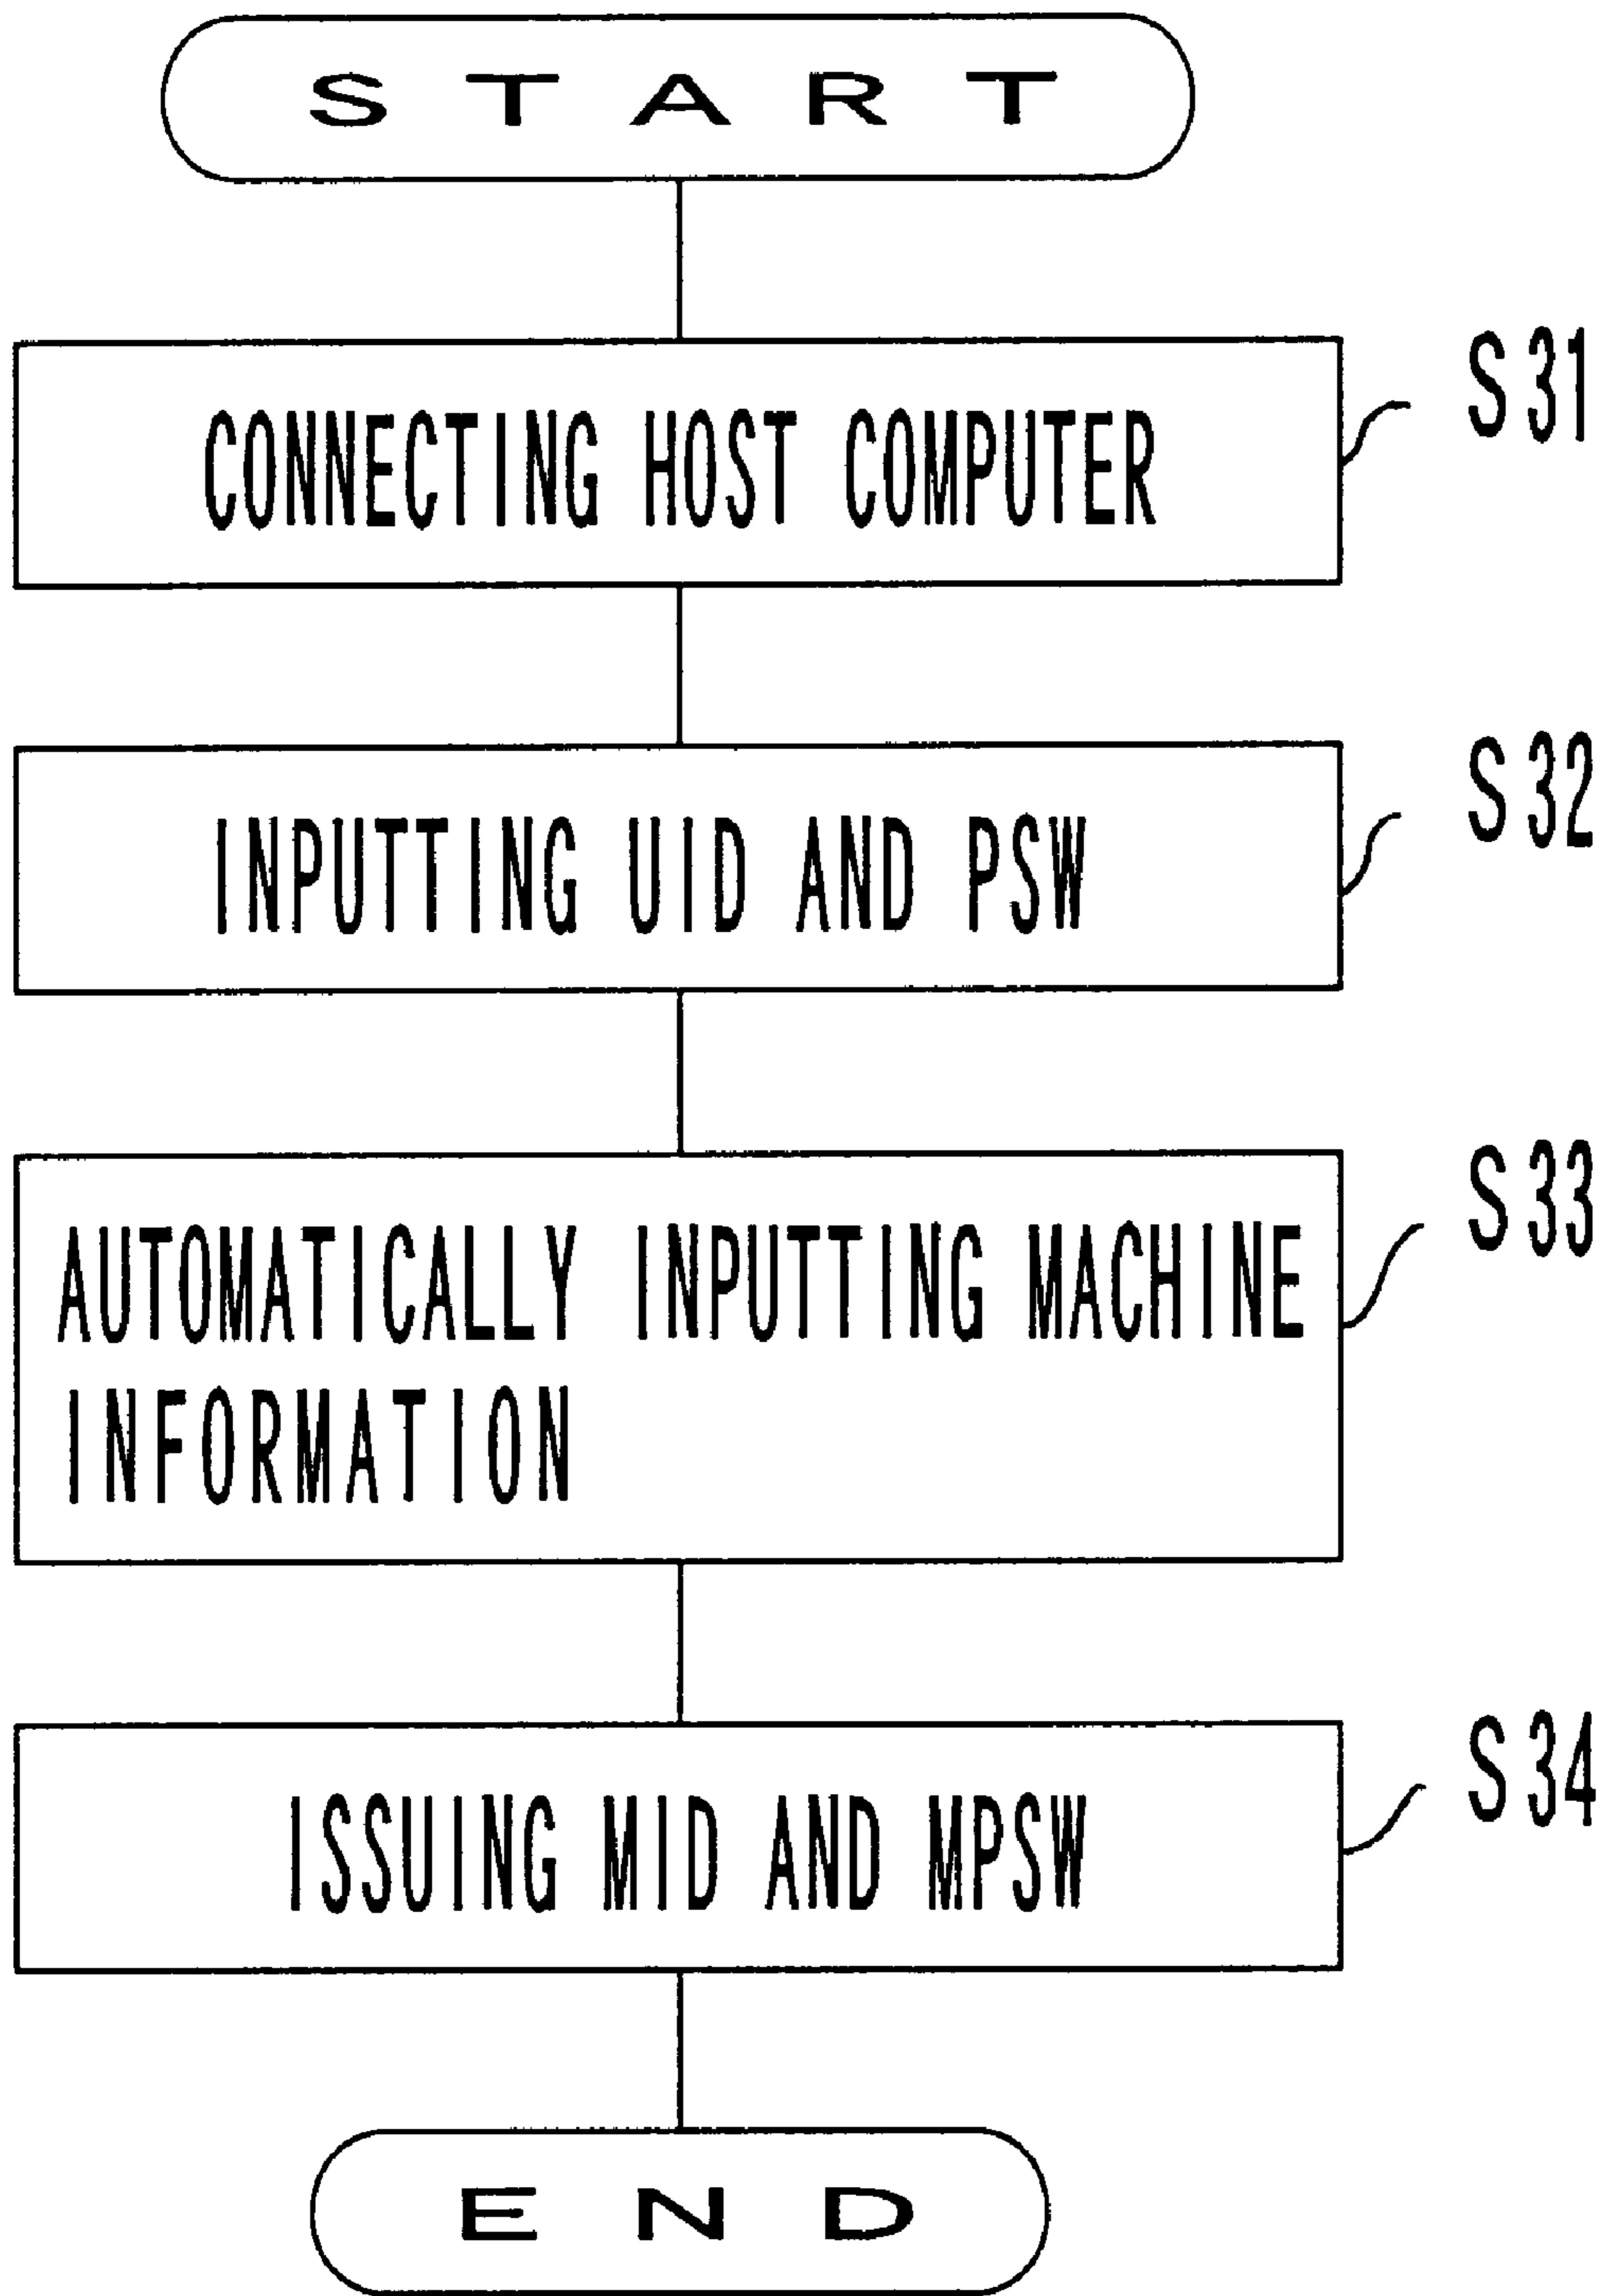 START
S31
CONNECTING HOST COMPUTER
S32
INPUTTING UID AND PSW
S33
AUTOMATICALLY INPUTTING MACHINE
INFORMATION
S34
ISSUING MID AND MPSW
END